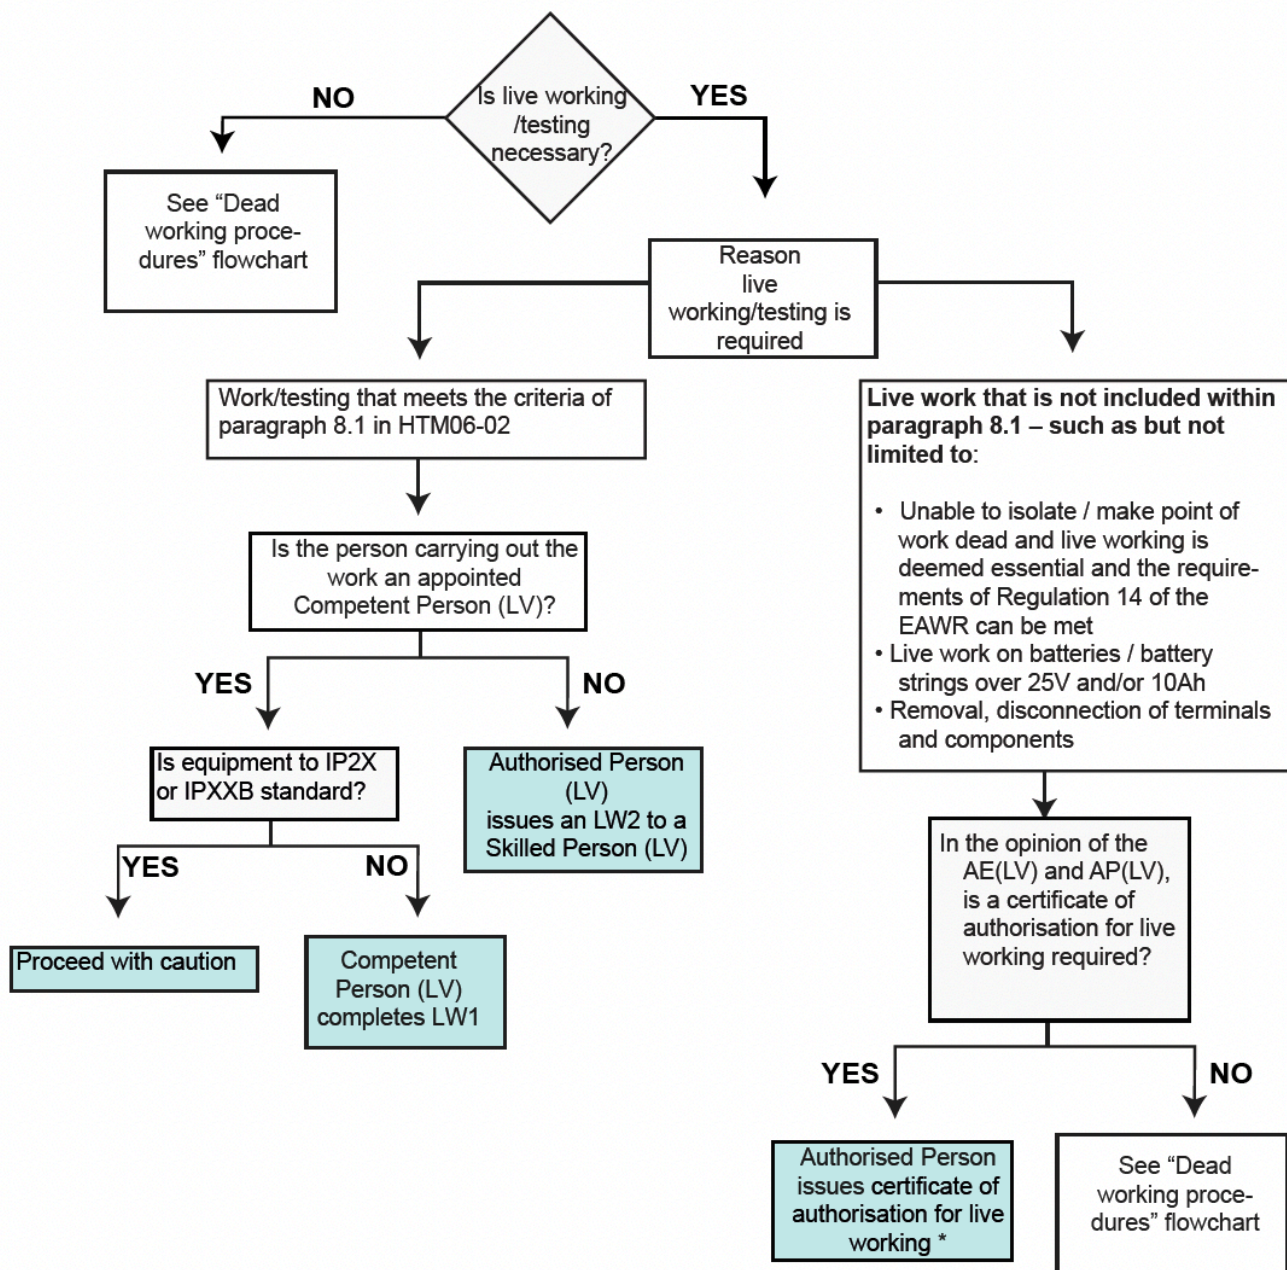 Is live working
/testing
necessary?
NO
YES
See “Dead
working proce-
dures” flowchart
Reason
live
working/testing is
required
Work/testing that meets the criteria of
paragraph 8.1 in HTM06-02
Is the person carrying out the
work an appointed
Competent Person (LV)?
YES
NO
Is equipment to IP2X
or IPXXB standard?
Authorised Person
(LV)
issues an LW2 to a
Skilled Person (LV)
YES
NO
Proceed with caution
Competent
Person (LV)
completes LW1
Live work that is not included within
paragraph 8.1 – such as but not
limited to:
• Unable to isolate / make point of
work dead and live working is
deemed essential and the require-
ments of Regulation 14 of the
EAWR can be met
• Live work on batteries / battery
strings over 25V and/or 10Ah
• Removal, disconnection of terminals
and components
In the opinion of the
AE(LV) and AP(LV),
is a certificate of
authorisation for live
working required?
YES
NO
Authorised Person
issues certificate of
authorisation for live
working *
See “Dead
working proce-
dures” flowchart